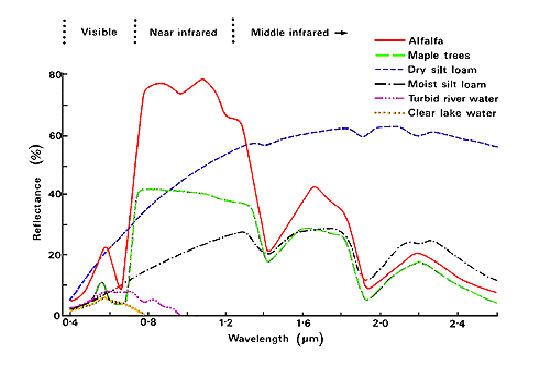 Visible Near infrared Middle infrared →
Alfalfa
Maple trees
Dry silt loam
Moist silt loam
Turbid river water
Clear lake water
80
60
40
20
0
Reflectance (%)
0·4 0·8 1·2 1·6 2·0 2·4
Wavelength (μm)